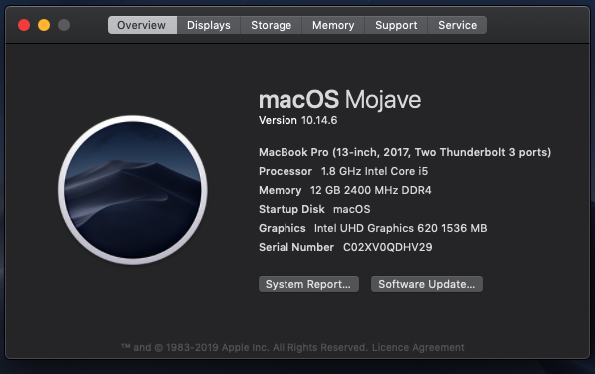 Overview Displays Storage Memory Support Service
macOS Mojave
Version 10.14.6
MacBook Pro (13-inch, 2017, Two Thunderbolt 3 ports)
Processor 1.8 GHz Intel Core i5
Memory 12 GB 2400 MHz DDR4
Startup Disk macOS
Graphics Intel UHD Graphics 620 1536 MB
Serial Number C02XV0QDHV29
System Report... Software Update...
™ and © 1983-2019 Apple Inc. All Rights Reserved. Licence Agreement